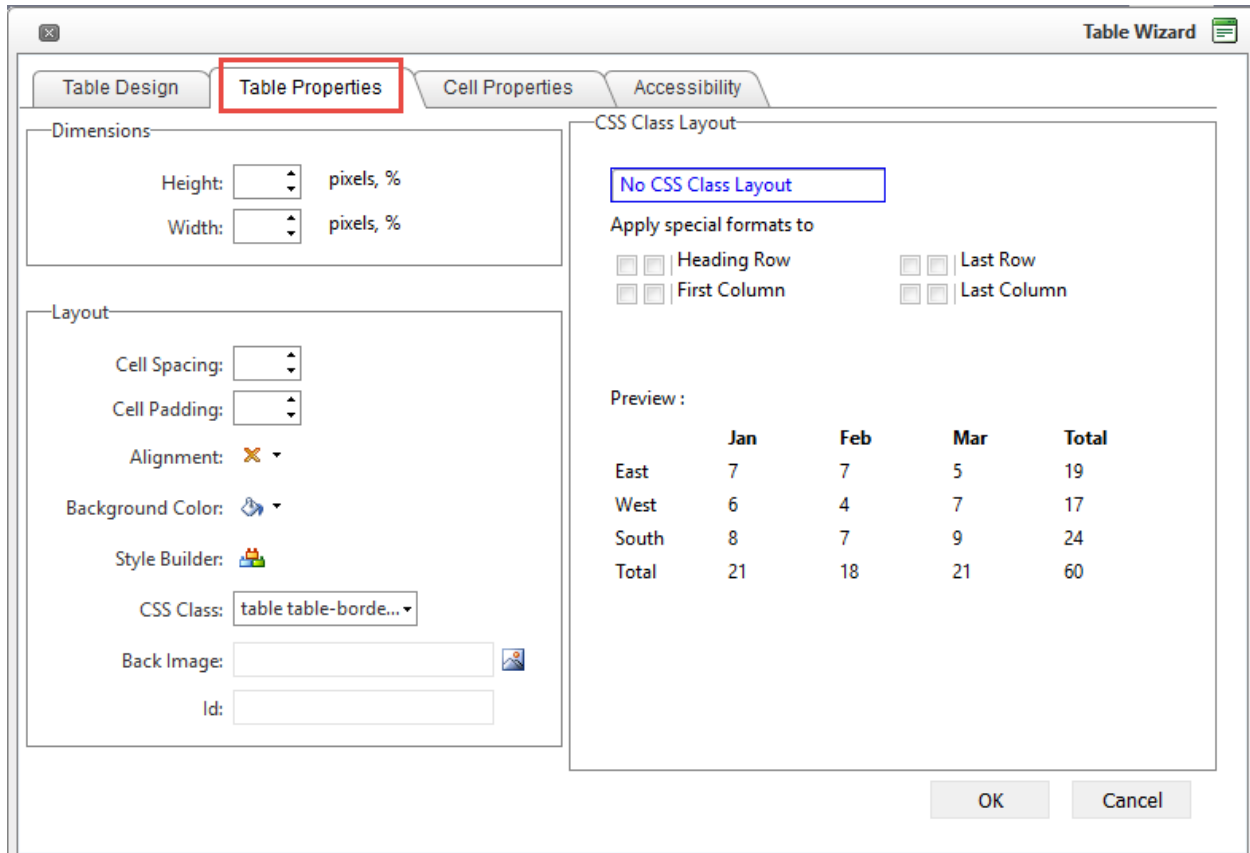 Table Wizard
Table Design Table Properties Cell Properties Accessibility
Dimensions
Height: pixels, %
Width: pixels, %
Layout
Cell Spacing:
Cell Padding:
Alignment:
Background Color:
Style Builder:
CSS Class: table table-borde...
Back Image:
Id:
CSS Class Layout
No CSS Class Layout
Apply special formats to
Heading Row Last Row
First Column Last Column
Preview :
Jan Feb Mar Total
East 7 7 5 19
West 6 4 7 17
South 8 7 9 24
Total 21 18 21 60
OK Cancel